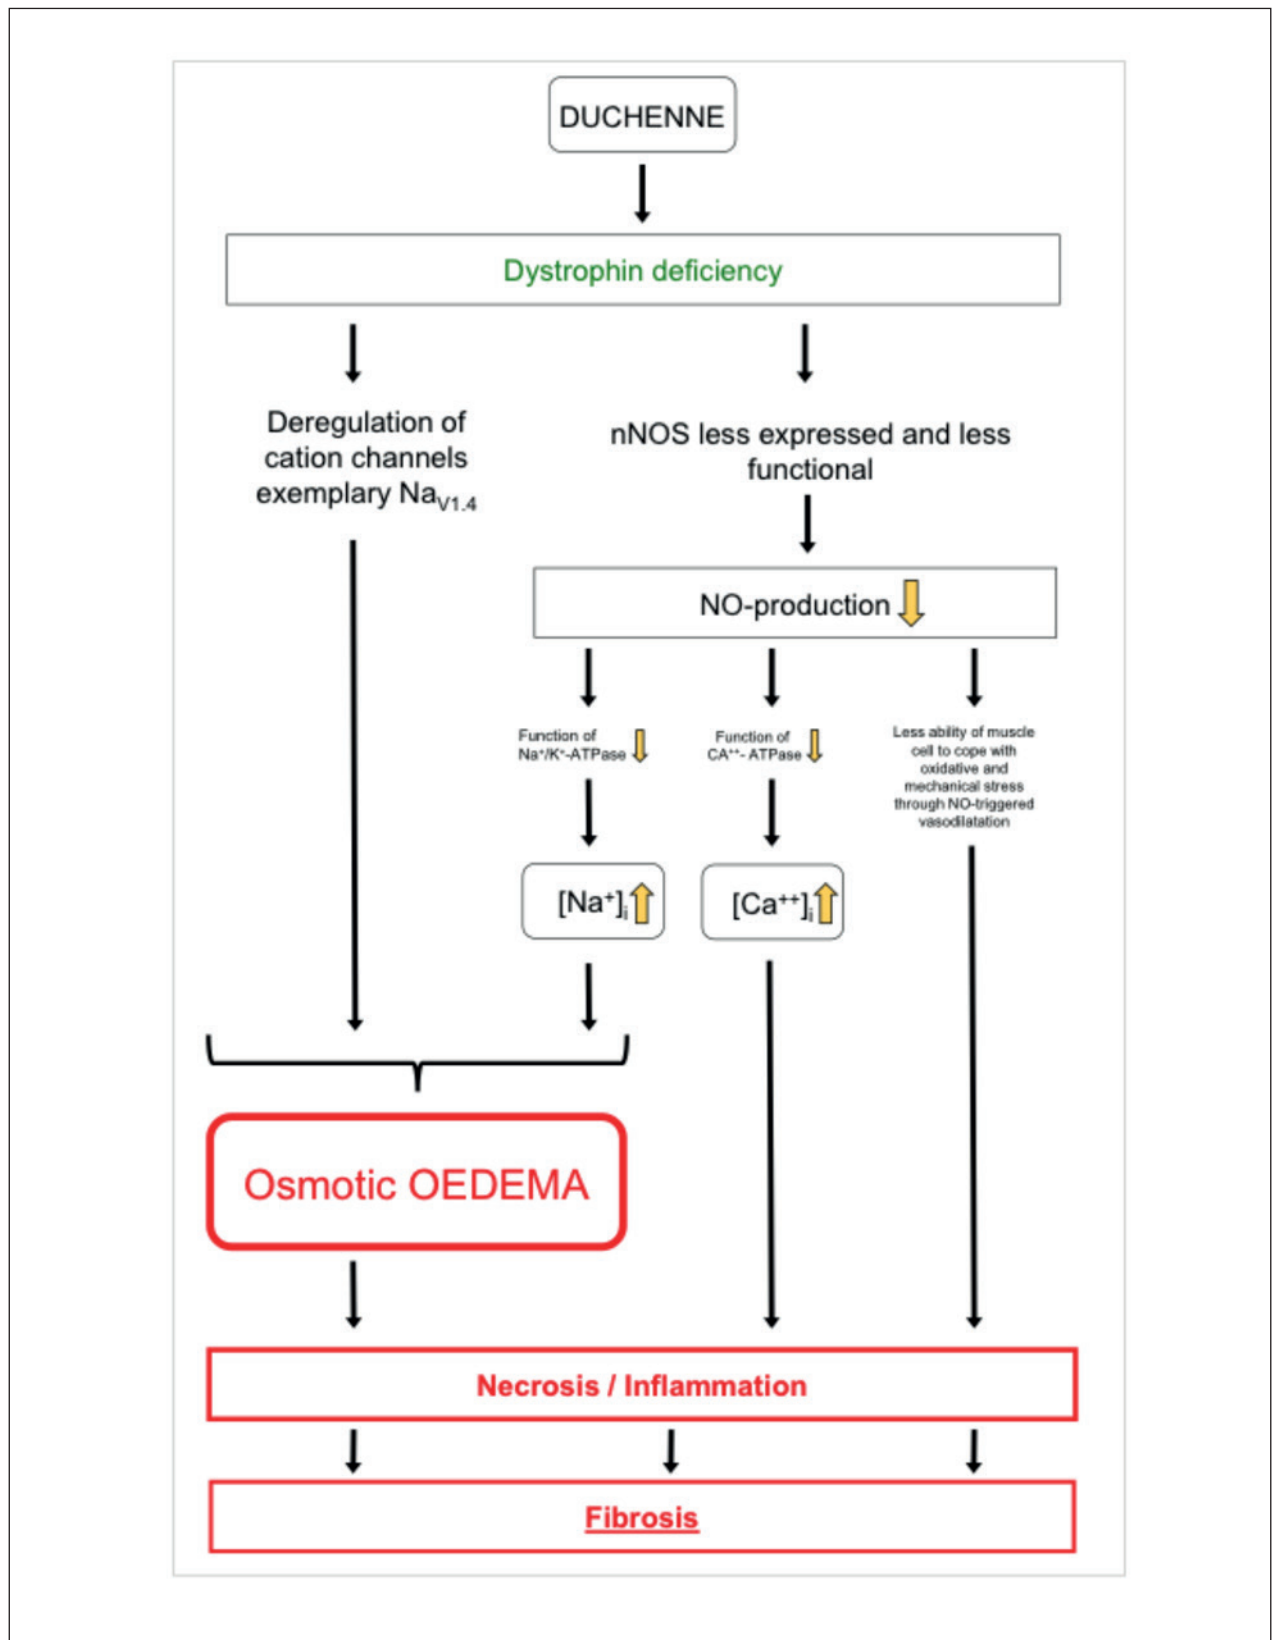 DUCHENNE
Dystrophin deficiency
Deregulation of
cation channels
exemplary Na_V1.4
nNOS less expressed and less
functional
NO-production
Function of
Na⁺/K⁺-ATPase
Function of
CA⁺⁺- ATPase
Less ability of muscle
cell to cope with
oxidative and
mechanical stress
through NO-triggered
vasodilatation
[Na⁺]ᵢ
[Ca⁺⁺]ᵢ
Osmotic OEDEMA
Necrosis / Inflammation
Fibrosis